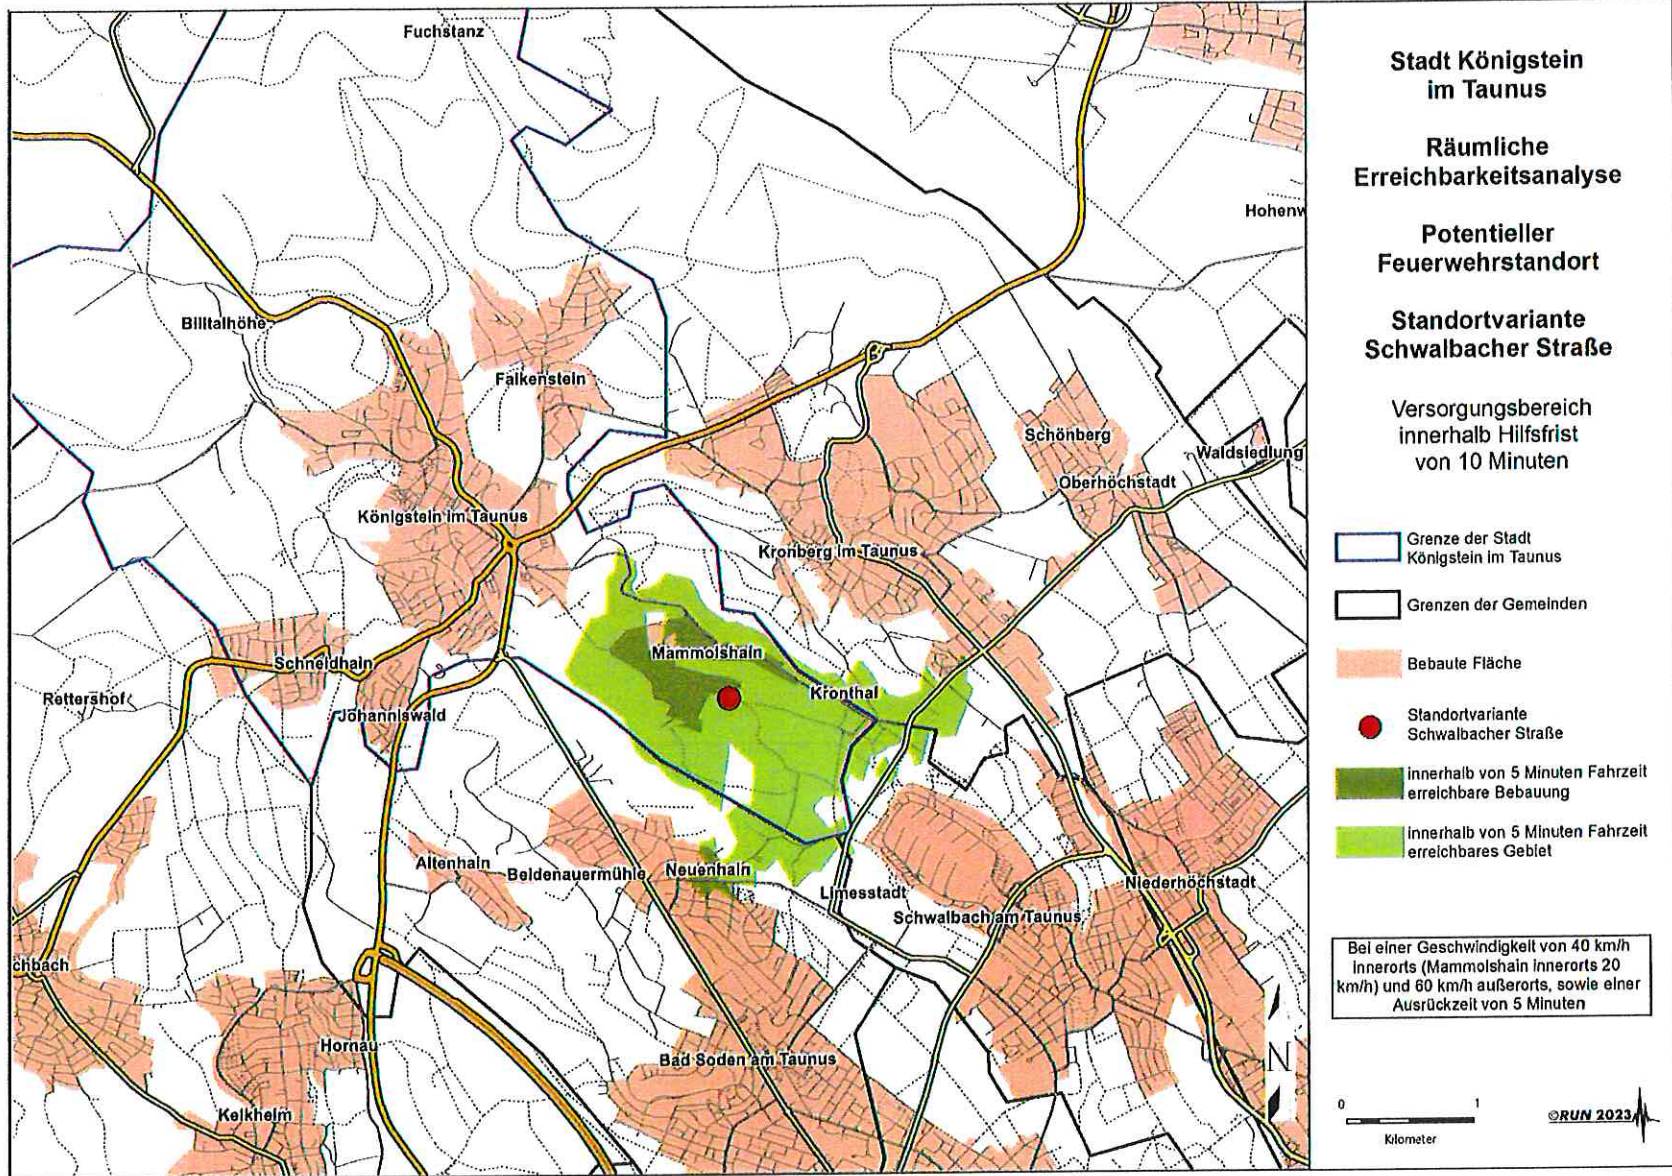 Fuchstanz
Hohenw
Billtalhöhe
Falkenstein
Schönberg
Waldsiedlung
Oberhöchstadt
Königstein im Taunus
Kronberg im Taunus
Mammolshain
Schneidhain
Kronthal
Rettershof
Johanniswald
Altenhain
Beidenauermühle
Neuenhain
Limesstadt
Niederhöchstadt
Schwalbach am Taunus
chbach
Hornau
Bad Soden am Taunus
Kelkheim
N
Stadt Königstein
im Taunus
Räumliche
Erreichbarkeitsanalyse
Potentieller
Feuerwehrstandort
Standortvariante
Schwalbacher Straße
Versorgungsbereich
innerhalb Hilfsfrist
von 10 Minuten
Grenze der Stadt
Königstein im Taunus
Grenzen der Gemeinden
Bebaute Fläche
Standortvariante
Schwalbacher Straße
innerhalb von 5 Minuten Fahrzeit
erreichbare Bebauung
innerhalb von 5 Minuten Fahrzeit
erreichbares Gebiet
Bei einer Geschwindigkeit von 40 km/h
innerorts (Mammolshain innerorts 20
km/h) und 60 km/h außerorts, sowie einer
Ausrückzeit von 5 Minuten
0 1
Kilometer
©RUN 2023